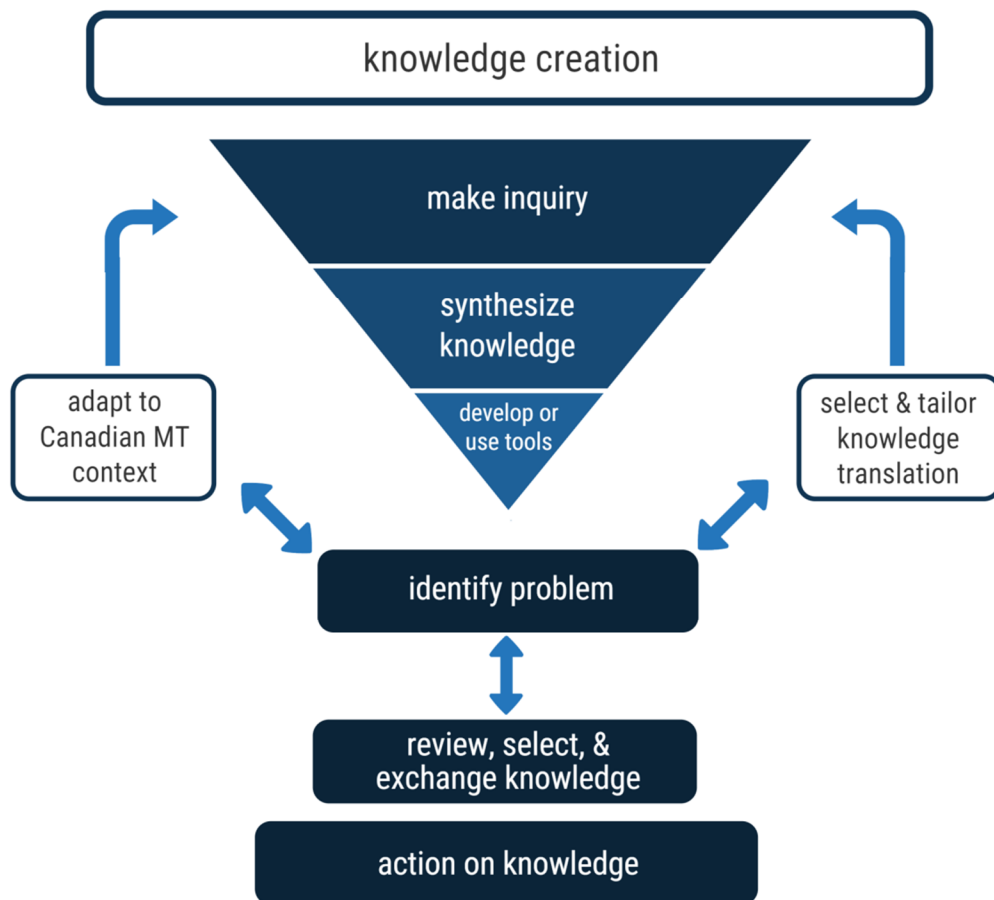 knowledge creation
make inquiry
synthesize
knowledge
develop or
use tools
adapt to
Canadian MT
context
select & tailor
knowledge
translation
identify problem
review, select, &
exchange knowledge
action on knowledge